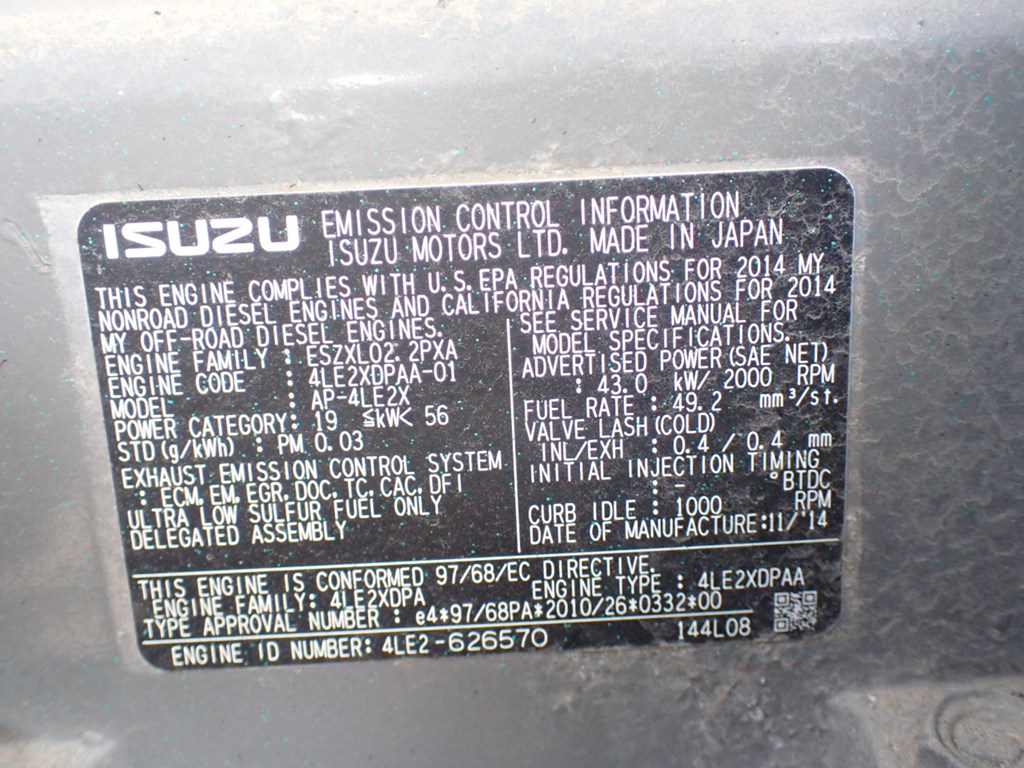 ISUZU EMISSION CONTROL INFORMATION
ISUZU MOTORS LTD. MADE IN JAPAN
THIS ENGINE COMPLIES WITH U.S.EPA REGULATIONS FOR 2014 MY
NONROAD DIESEL ENGINES AND CALIFORNIA REGULATIONS FOR 2014
MY OFF-ROAD DIESEL ENGINES.
ENGINE FAMILY : ESZXL02.2PXA
ENGINE CODE : 4LE2XDPAA-01
MODEL : AP-4LE2X
POWER CATEGORY: 19 ≦kW< 56
STD(g/kWh) : PM 0.03
EXHAUST EMISSION CONTROL SYSTEM
: ECM, EM, EGR, DOC, TC, CAC, DFI
ULTRA LOW SULFUR FUEL ONLY
DELEGATED ASSEMBLY
SEE SERVICE MANUAL FOR
MODEL SPECIFICATIONS.
ADVERTISED POWER(SAE NET)
: 43.0 kW/ 2000 RPM
FUEL RATE : 49.2 mm³/st.
VALVE LASH(COLD)
INL/EXH : 0.4 / 0.4 mm
INITIAL INJECTION TIMING
: - °BTDC
CURB IDLE : 1000 RPM
DATE OF MANUFACTURE:11/'14
THIS ENGINE IS CONFORMED 97/68/EC DIRECTIVE.
ENGINE FAMILY: 4LE2XDPA ENGINE TYPE : 4LE2XDPAA
TYPE APPROVAL NUMBER : e4*97/68PA*2010/26*0332*00
ENGINE ID NUMBER: 4LE2-626570 144L08